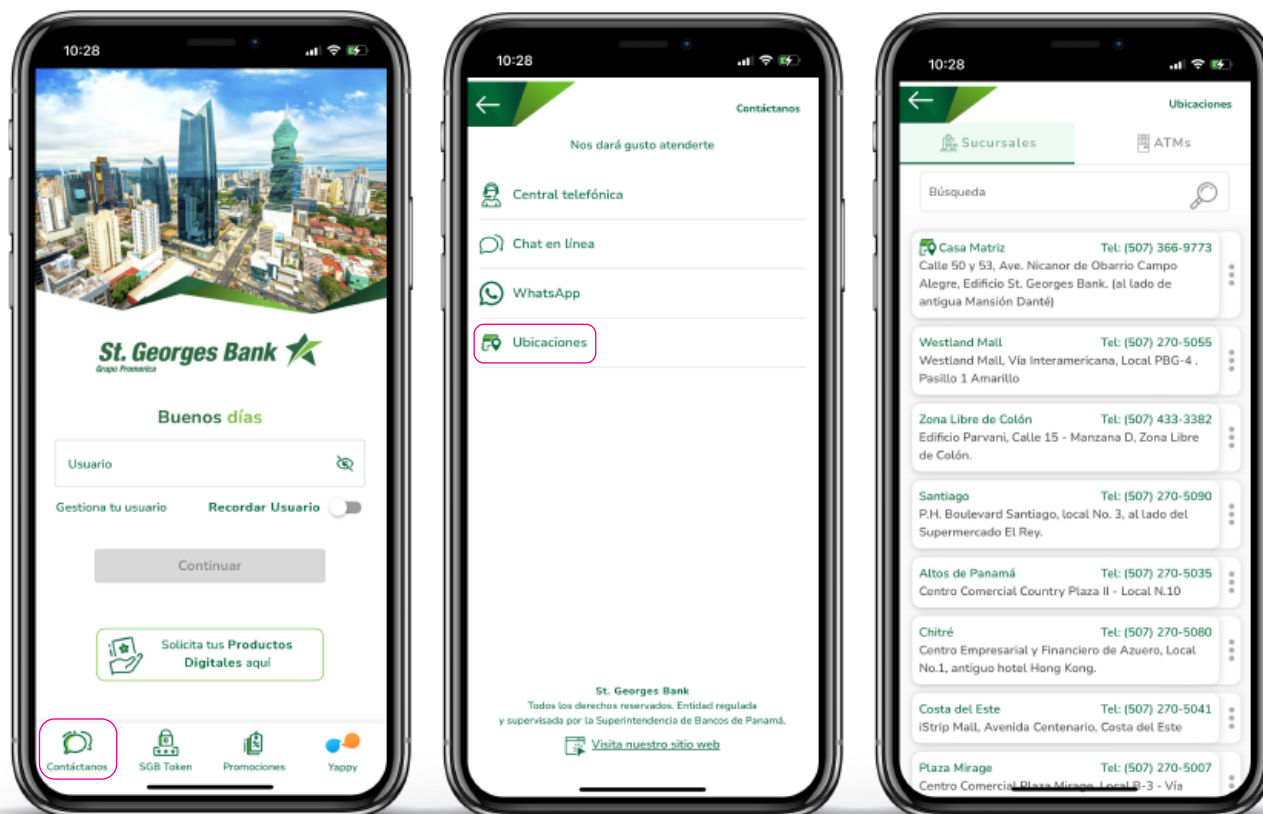 10:28
St. Georges Bank
Grupo Promerica
Buenos días
Usuario
Gestiona tu usuario
Recordar Usuario
Continuar
Solicita tus Productos
Digitales aquí
Contáctanos
SGB Token
Promociones
Yappy
10:28
Contáctanos
Nos dará gusto atenderte
Central telefónica
Chat en línea
WhatsApp
Ubicaciones
St. Georges Bank
Todos los derechos reservados. Entidad regulada
y supervisada por la Superintendencia de Bancos de Panamá.
Visita nuestro sitio web
10:28
Ubicaciones
Sucursales
ATMs
Búsqueda
Casa Matriz Tel: (507) 366-9773
Calle 50 y 53, Ave. Nicanor de Obarrio Campo
Alegre, Edificio St. Georges Bank. (al lado de
antigua Mansión Danté)
Westland Mall Tel: (507) 270-5055
Westland Mall, Vía Interamericana, Local PBG-4 .
Pasillo 1 Amarillo
Zona Libre de Colón Tel: (507) 433-3382
Edificio Parvani, Calle 15 - Manzana D, Zona Libre
de Colón.
Santiago Tel: (507) 270-5090
P.H. Boulevard Santiago, local No. 3, al lado del
Supermercado El Rey.
Altos de Panamá Tel: (507) 270-5035
Centro Comercial Country Plaza II - Local N.10
Chitré Tel: (507) 270-5080
Centro Empresarial y Financiero de Azuero, Local
No.1, antiguo hotel Hong Kong.
Costa del Este Tel: (507) 270-5041
iStrip Mall, Avenida Centenario, Costa del Este
Plaza Mirage Tel: (507) 270-5007
Centro Comercial Plaza Mirage, Local B-3 - Vía